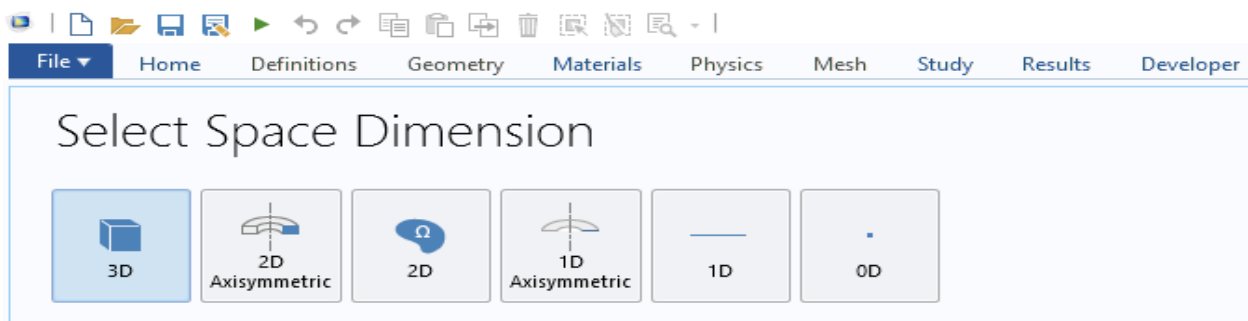 File Home Definitions Geometry Materials Physics Mesh Study Results Developer
Select Space Dimension
3D
2D
Axisymmetric
Ω
2D
1D
Axisymmetric
1D
0D